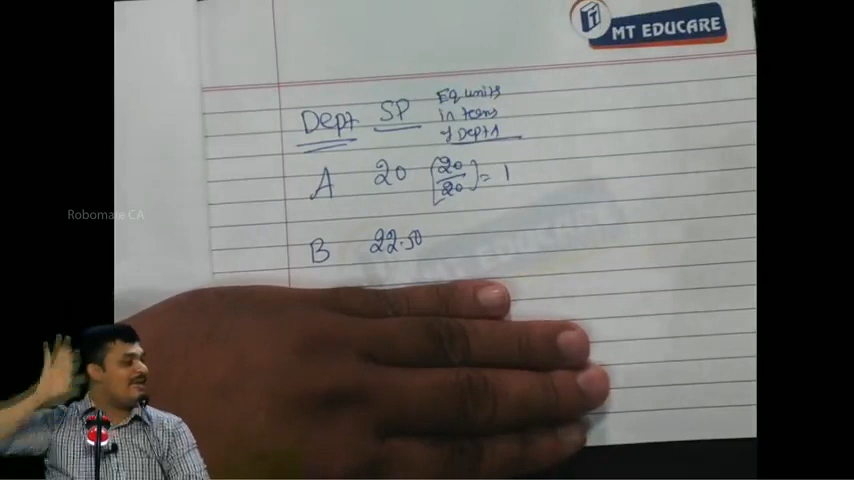 MT EDUCARE
Dept SP Eq. units
in terms
of Dept A
A 20 (20/20) = 1
B 22.50
Robomate CA